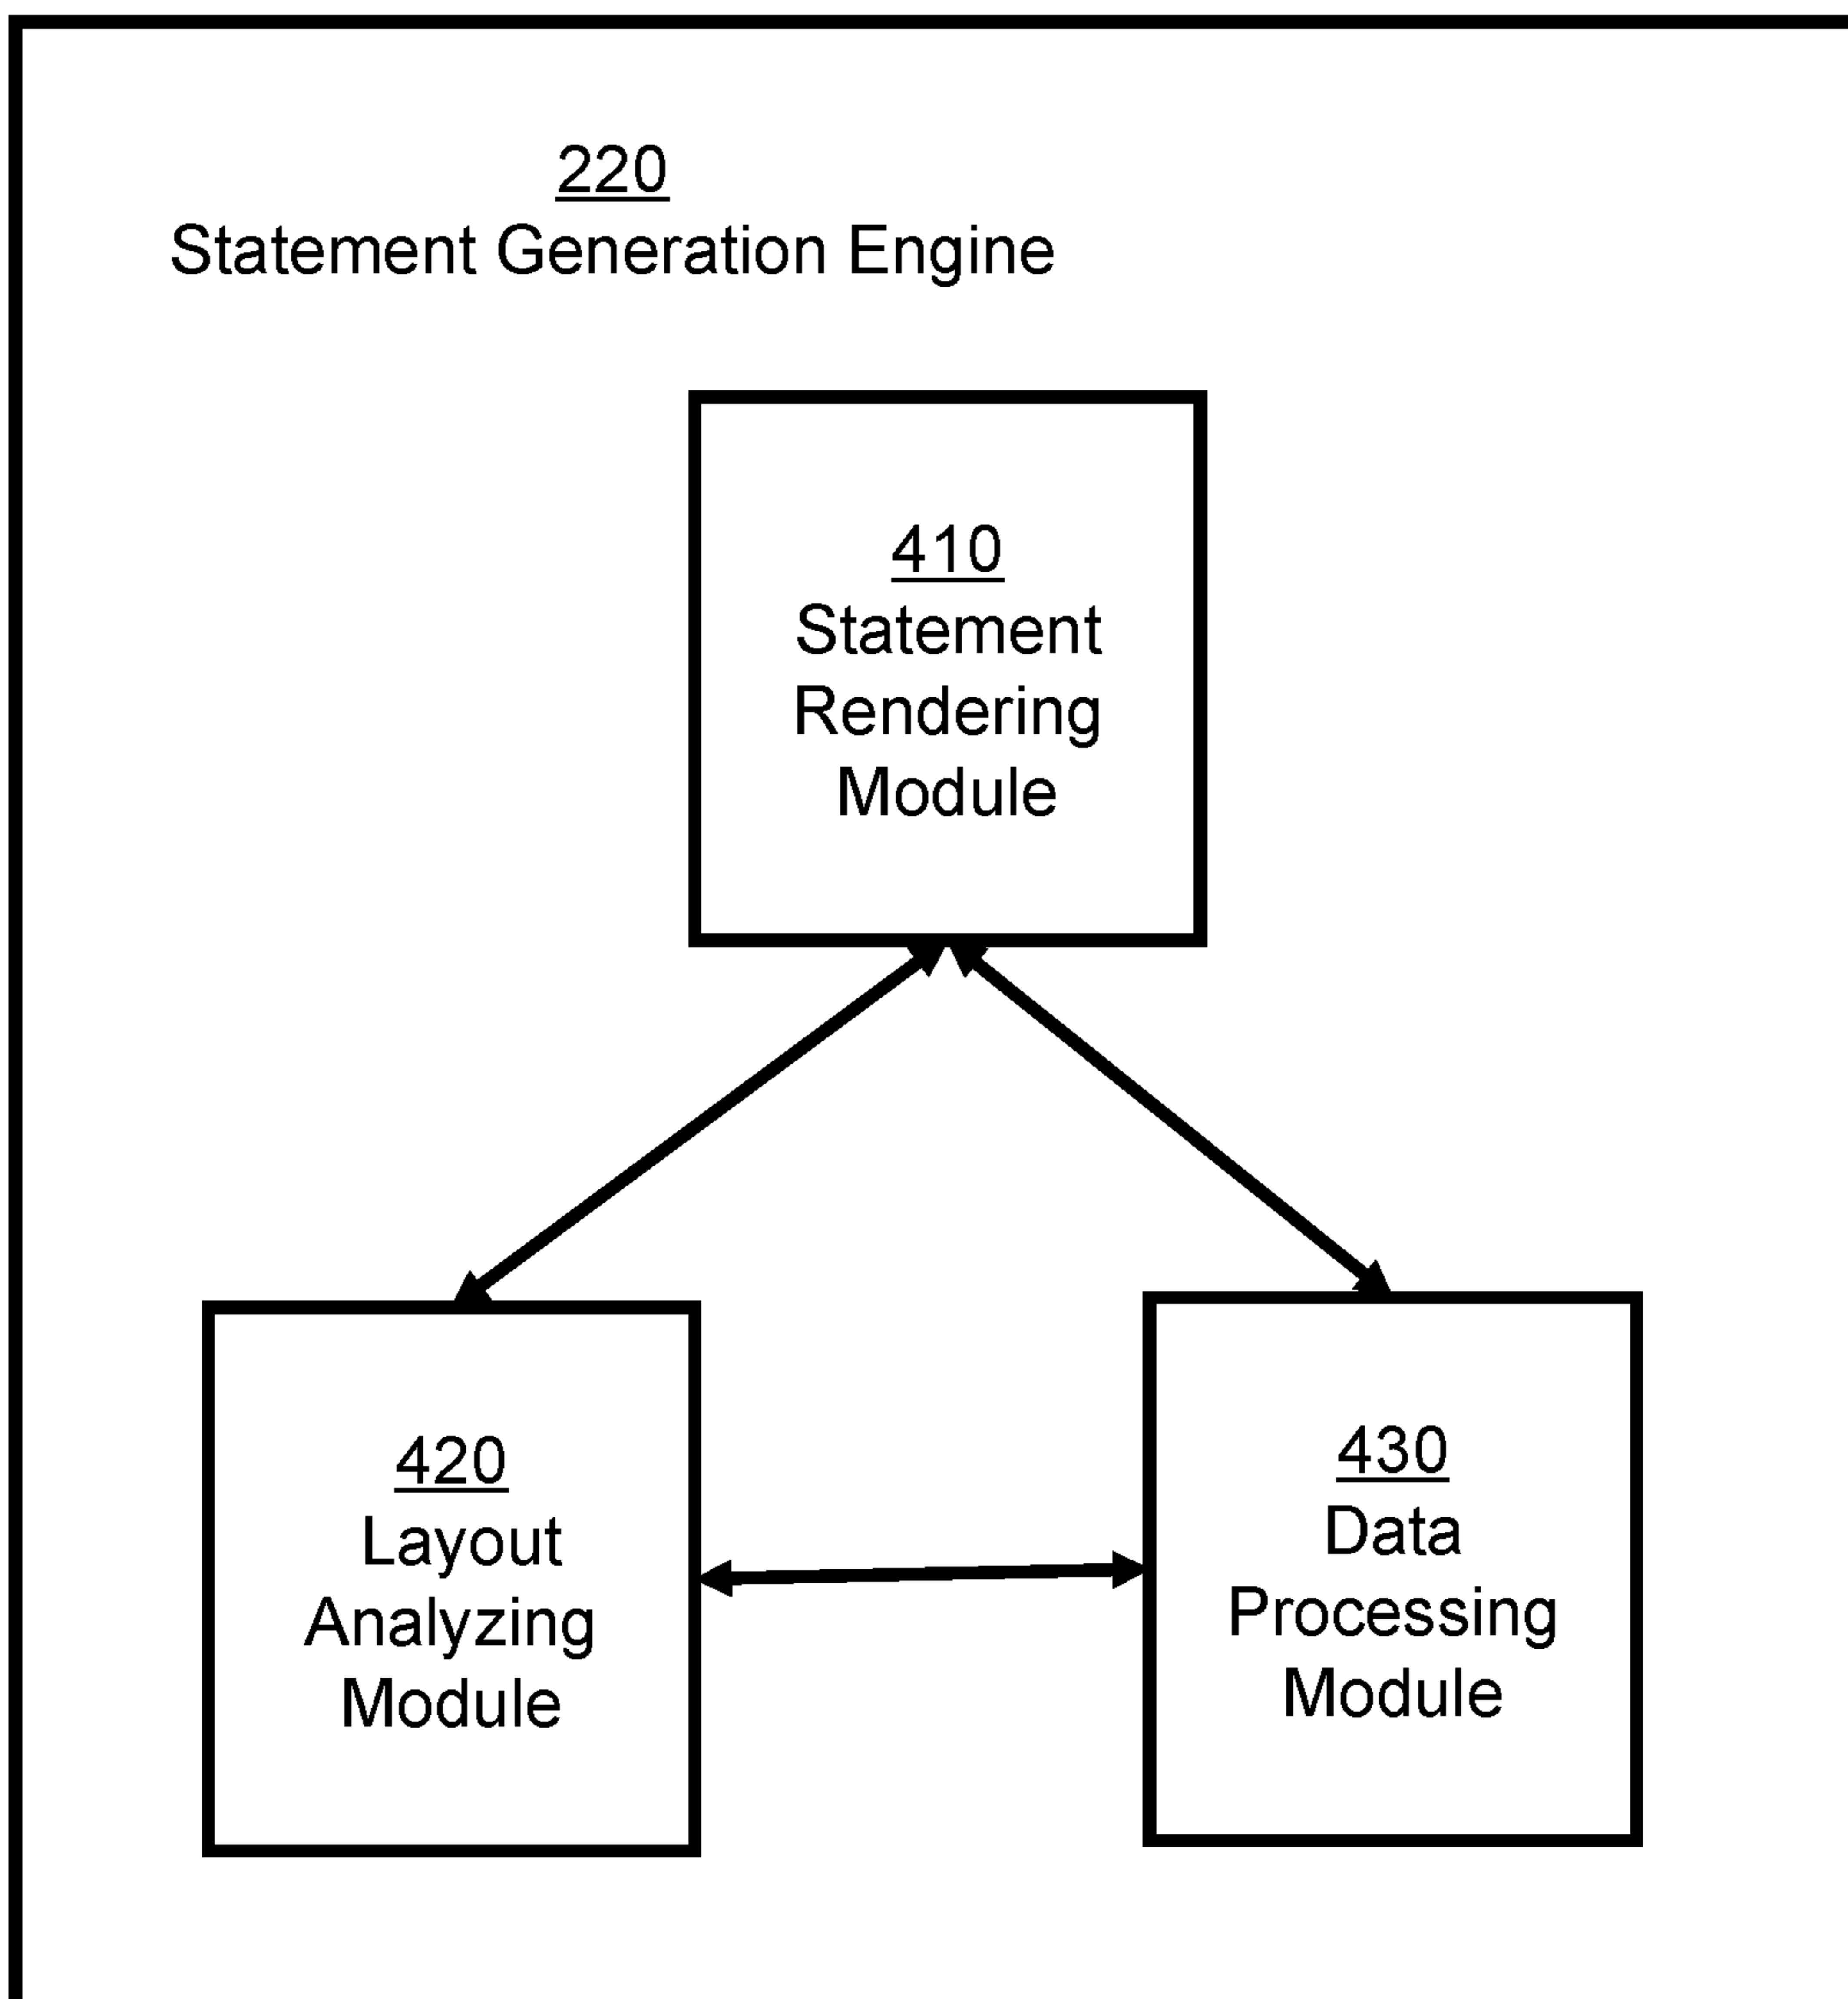 220
Statement Generation Engine
410
Statement
Rendering
Module
420
Layout
Analyzing
Module
430
Data
Processing
Module